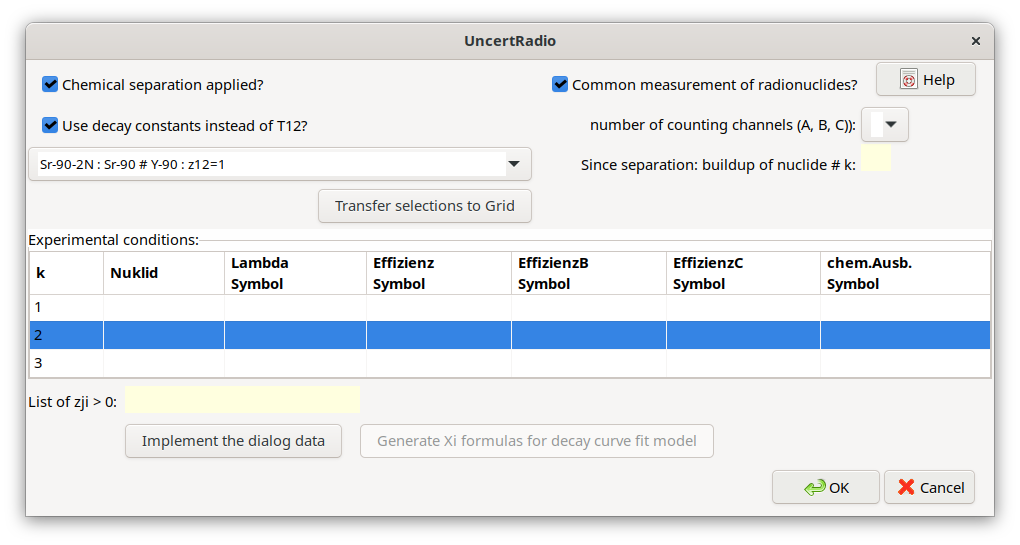 UncertRadio
Chemical separation applied?
Common measurement of radionuclides?
Help
Use decay constants instead of T12?
number of counting channels (A, B, C)):
Sr-90-2N : Sr-90 # Y-90 : z12=1
Since separation: buildup of nuclide # k:
Transfer selections to Grid
Experimental conditions:
k Nuklid Lambda Symbol Effizienz Symbol EffizienzB Symbol EffizienzC Symbol chem.Ausb. Symbol
1
2
3
List of zji > 0:
Implement the dialog data
Generate Xi formulas for decay curve fit model
OK
Cancel